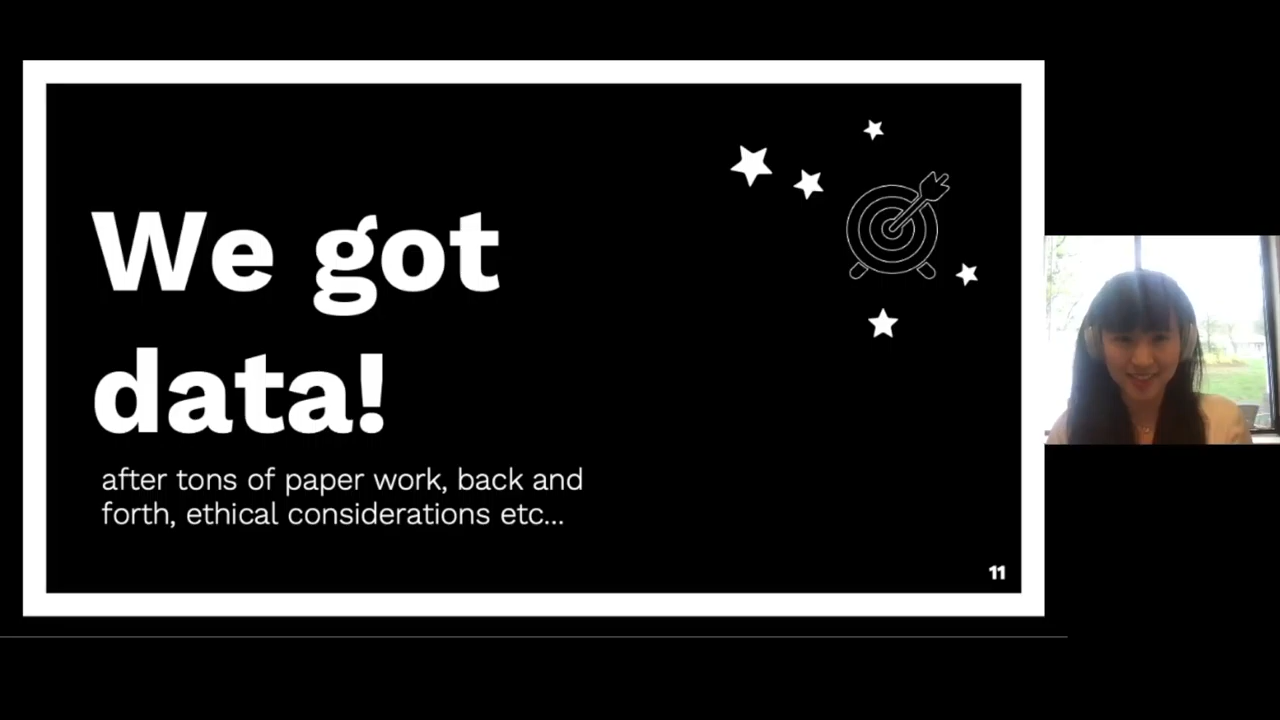 We got
data!
after tons of paper work, back and
forth, ethical considerations etc...
11